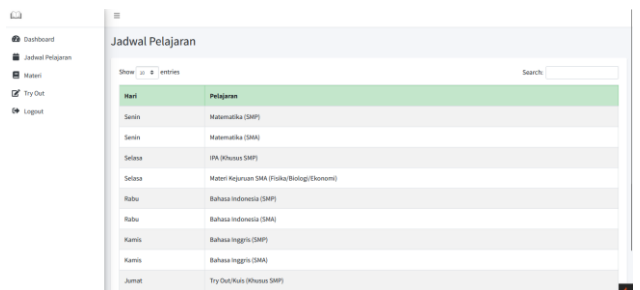 Dashboard
Jadwal Pelajaran
Materi
Try Out
Logout
Jadwal Pelajaran
Show 10 entries
Search:
Hari Pelajaran
Senin Matematika (SMP)
Senin Matematika (SMA)
Selasa IPA (Khusus SMP)
Selasa Materi Kejuruan SMA (Fisika/Biologi/Ekonomi)
Rabu Bahasa Indonesia (SMP)
Rabu Bahasa Indonesia (SMA)
Kamis Bahasa Inggris (SMP)
Kamis Bahasa Inggris (SMA)
Jumat Try Out/Kuis (Khusus SMP)